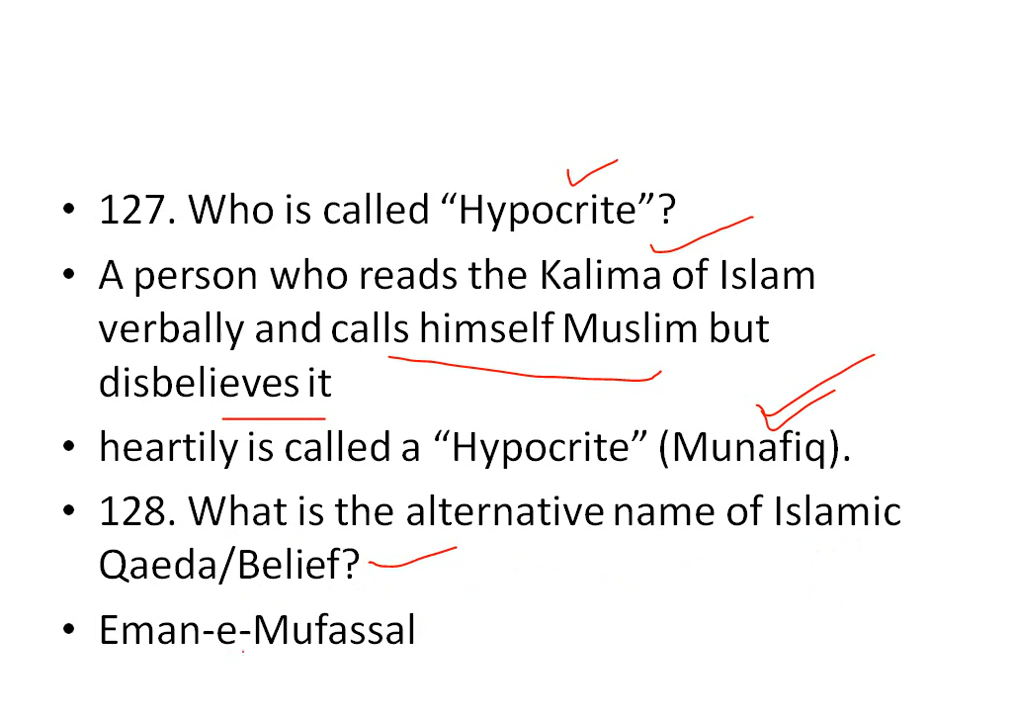 • 127. Who is called “Hypocrite”?
• A person who reads the Kalima of Islam
verbally and calls himself Muslim but
disbelieves it
• heartily is called a “Hypocrite” (Munafiq).
• 128. What is the alternative name of Islamic
Qaeda/Belief?
• Eman-e-Mufassal